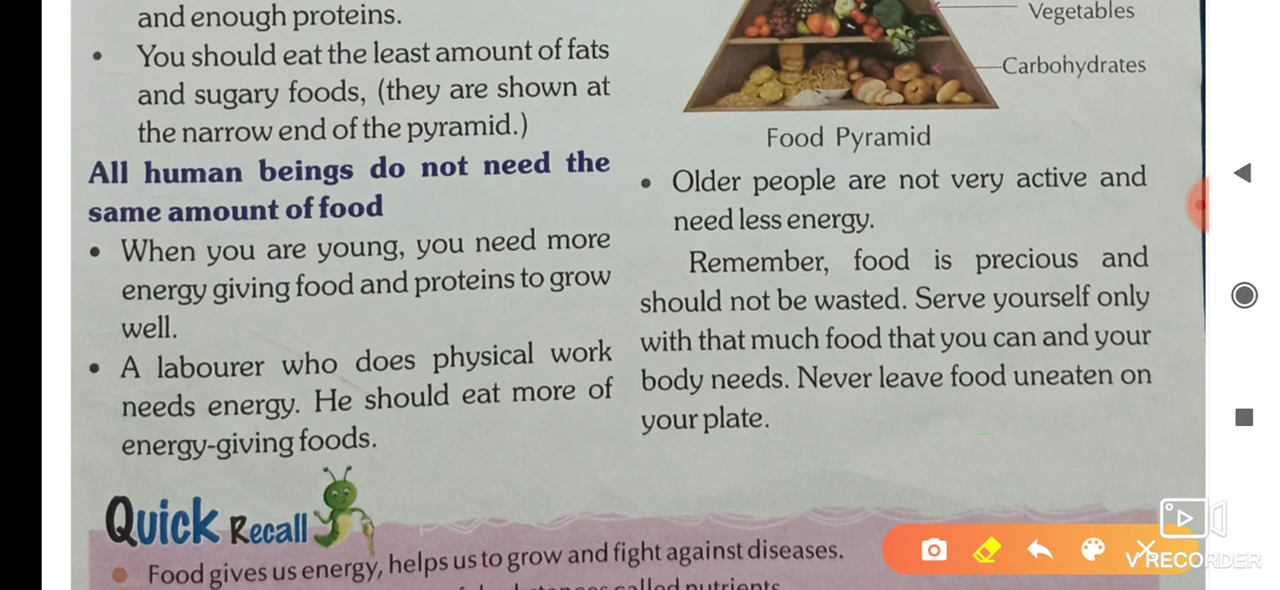 and enough proteins.
• You should eat the least amount of fats
and sugary foods, (they are shown at
the narrow end of the pyramid.)
All human beings do not need the
same amount of food
• When you are young, you need more
energy giving food and proteins to grow
well.
• A labourer who does physical work
needs energy. He should eat more of
energy-giving foods.
Vegetables
Carbohydrates
Food Pyramid
• Older people are not very active and
need less energy.
Remember, food is precious and
should not be wasted. Serve yourself only
with that much food that you can and your
body needs. Never leave food uneaten on
your plate.
Quick Recall
• Food gives us energy, helps us to grow and fight against diseases.
called nutrients
V RECORDER